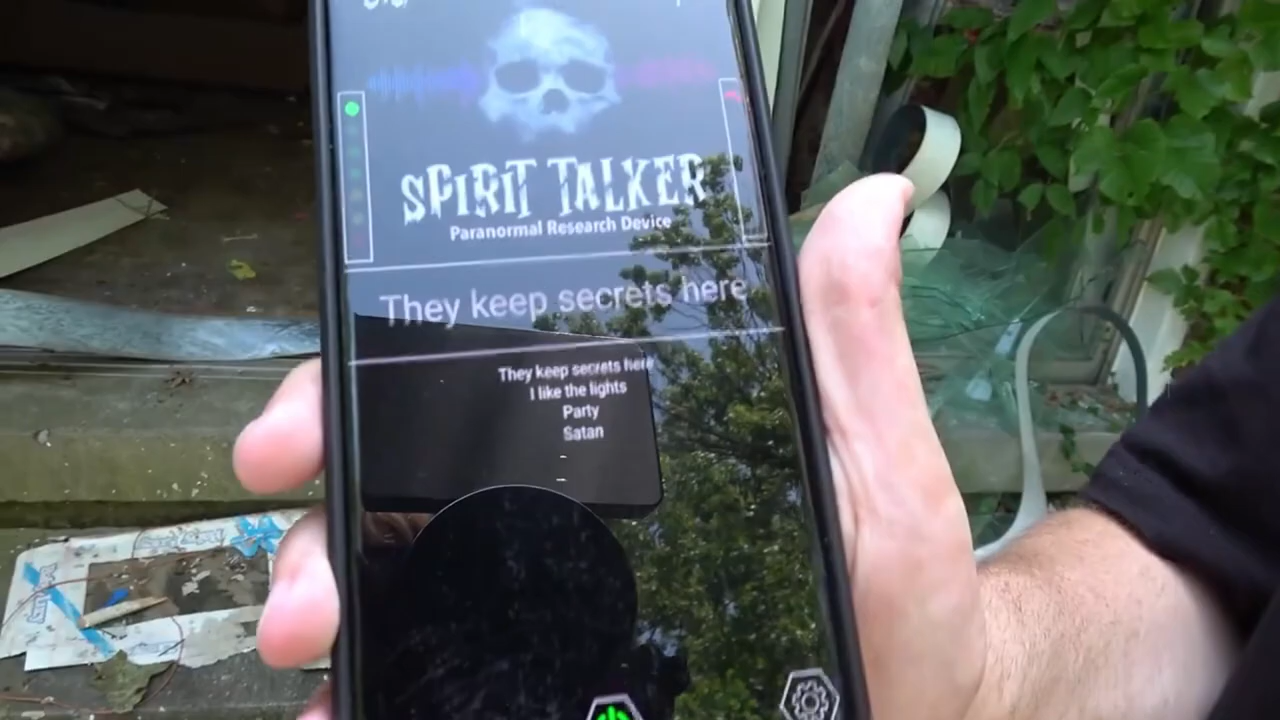 SPIRIT TALKER
Paranormal Research Device
They keep secrets here
They keep secrets here
I like the lights
Party
Satan